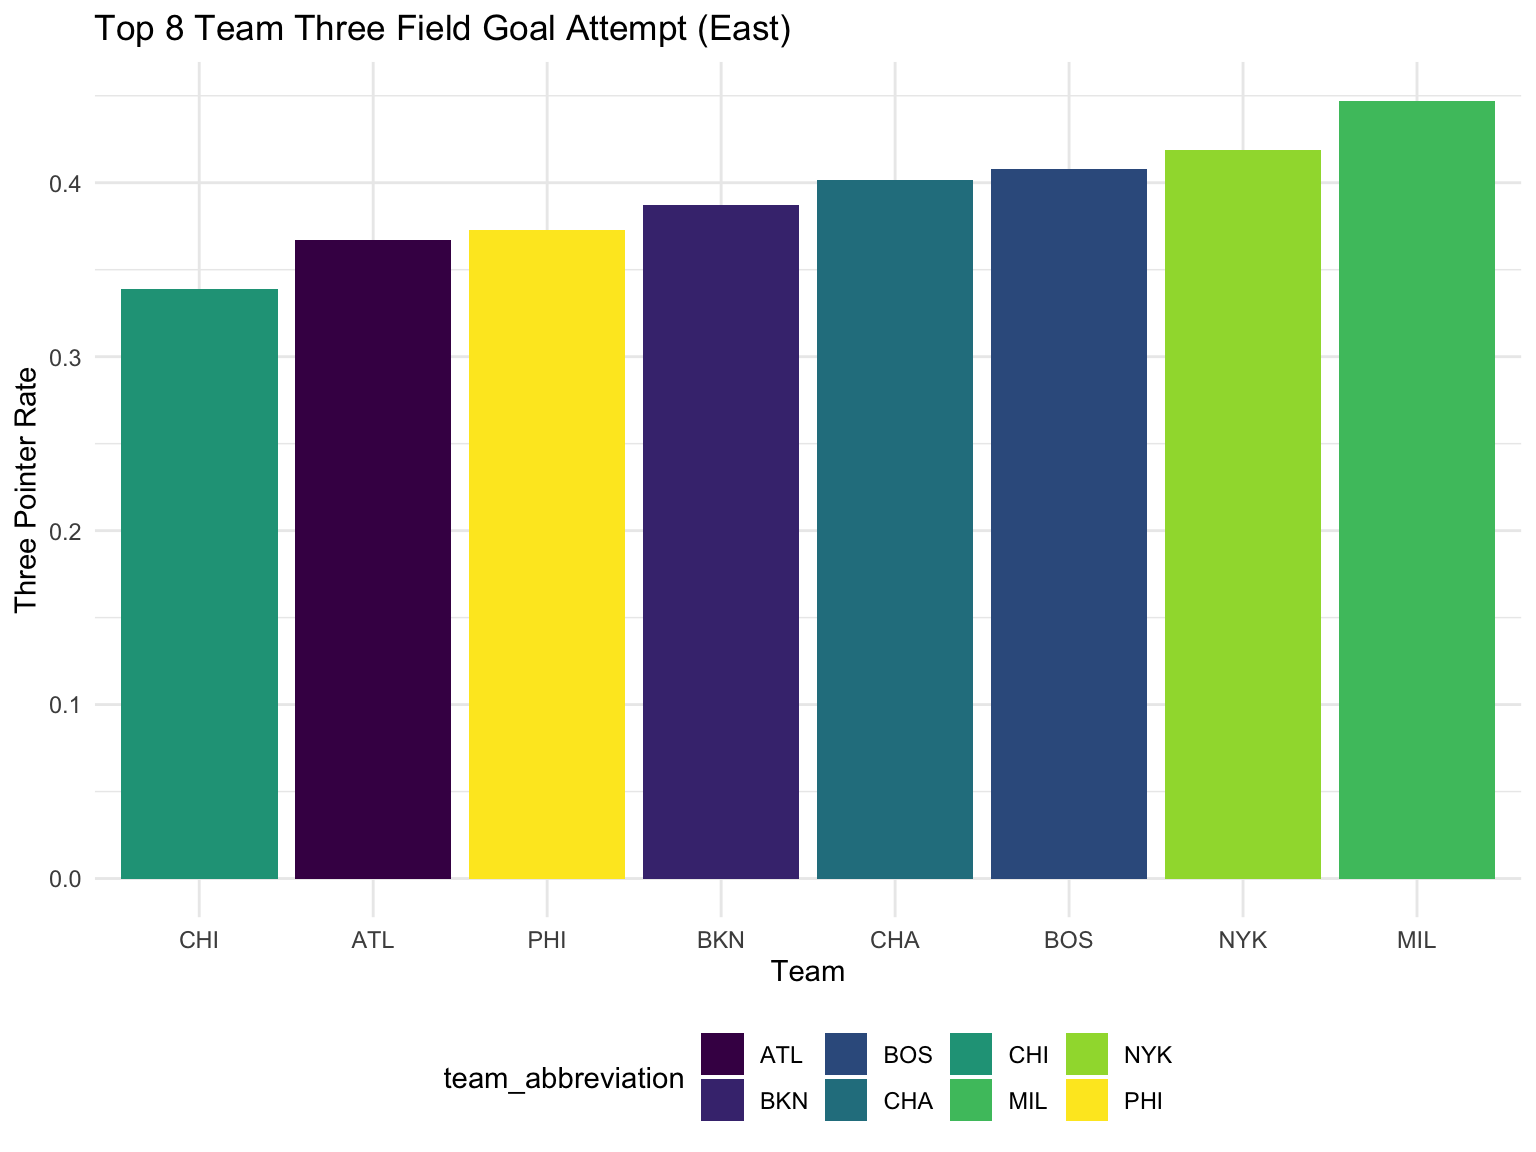 Top 8 Team Three Field Goal Attempt (East)
Three Pointer Rate
0.4
0.3
0.2
0.1
0.0
CHI ATL PHI BKN CHA BOS NYK MIL
Team
team_abbreviation
ATL BOS CHI NYK
BKN CHA MIL PHI